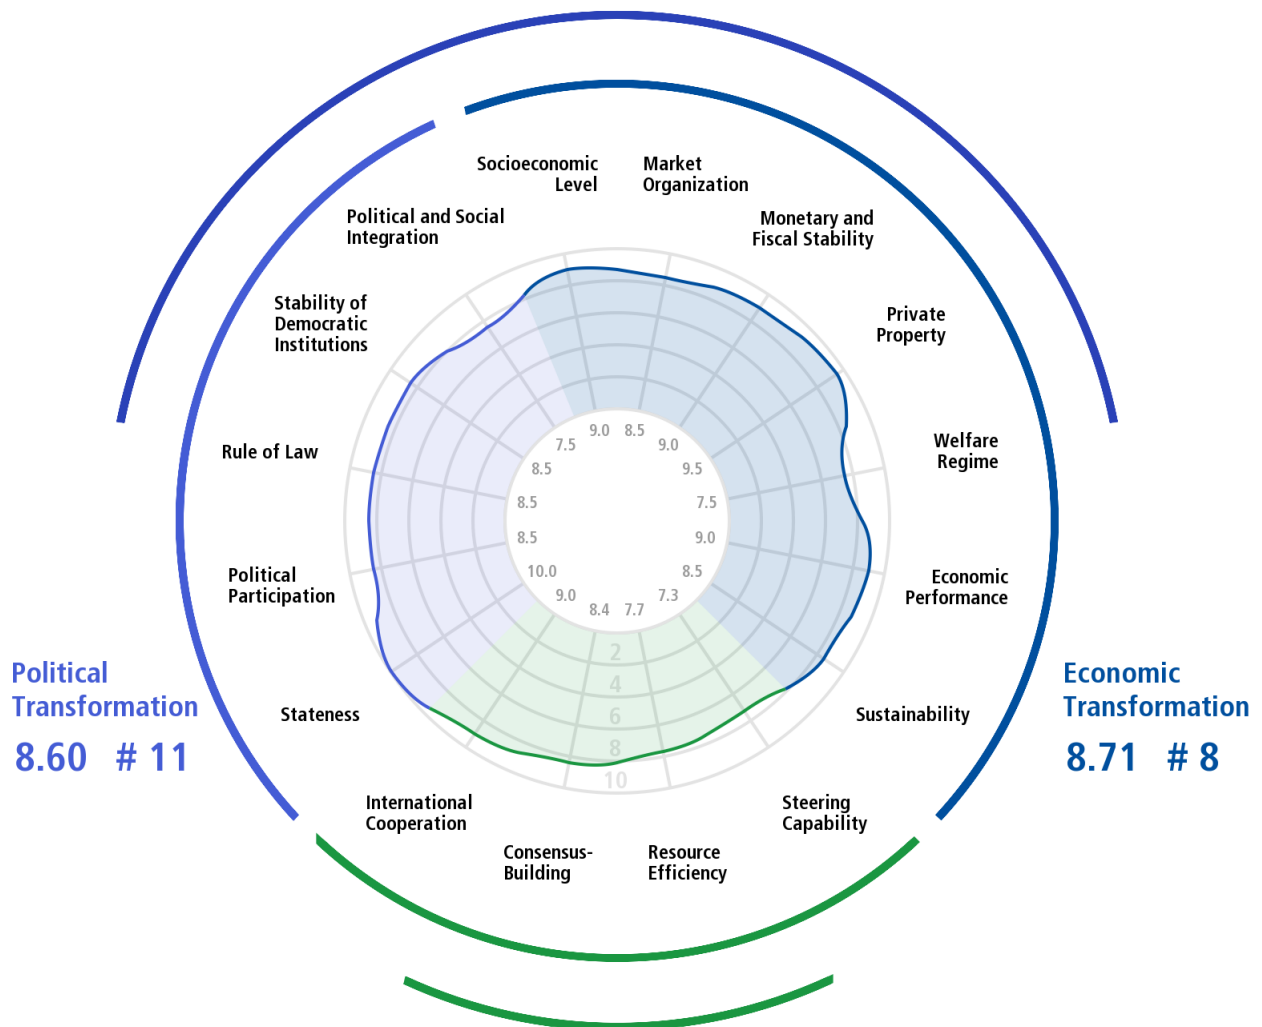 Socioeconomic
Level
Market
Organization
Political and Social
Integration
Monetary and
Fiscal Stability
Stability of
Democratic
Institutions
Private
Property
Rule of Law
Welfare
Regime
Political
Participation
Economic
Performance
Political
Transformation
8.60 # 11
Economic
Transformation
8.71 # 8
Stateness
Sustainability
International
Cooperation
Steering
Capability
Consensus-
Building
Resource
Efficiency
9.0
8.5
7.5
9.0
8.5
9.5
8.5
7.5
8.5
9.0
10.0
8.5
9.0
7.3
8.4
7.7
2
4
6
8
10